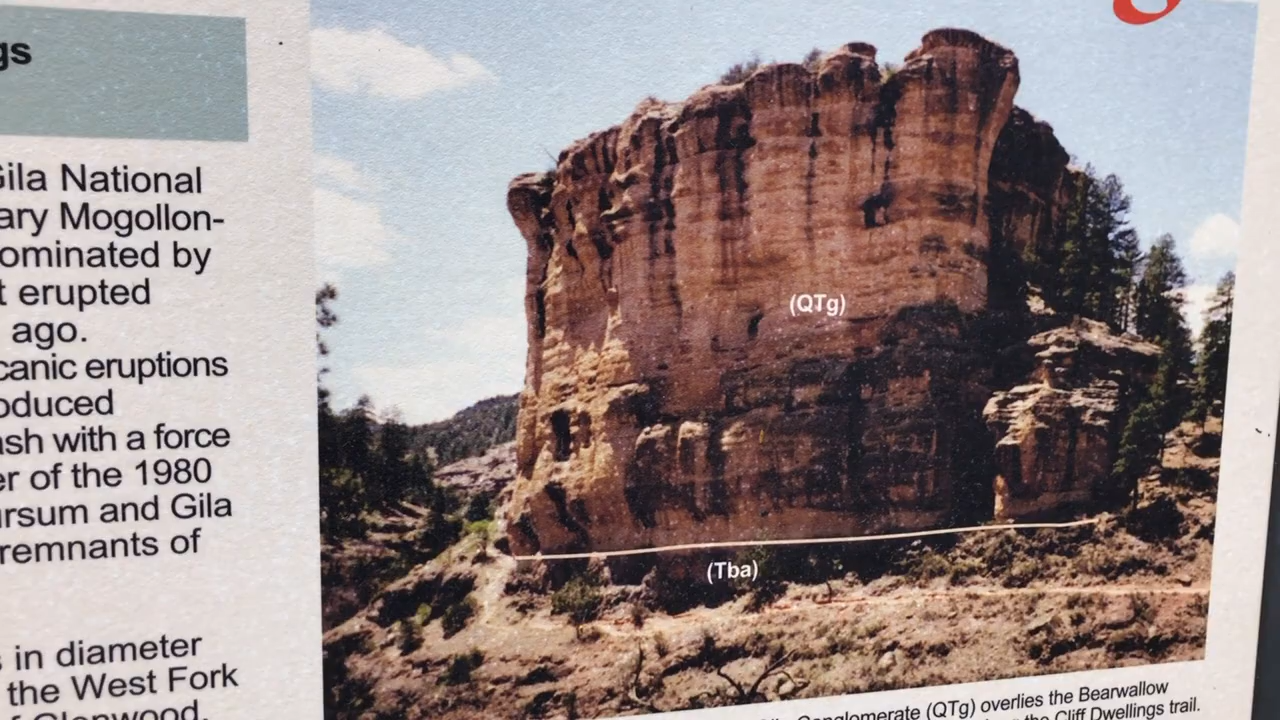 gs
Gila National
ary Mogollon-
ominated by
t erupted
ago.
canic eruptions
oduced
ash with a force
er of the 1980
ursum and Gila
remnants of
s in diameter
the West Fork
of Glenwood.
(QTg)
(Tba)
Conglomerate (QTg) overlies the Bearwallow
the Cliff Dwellings trail.